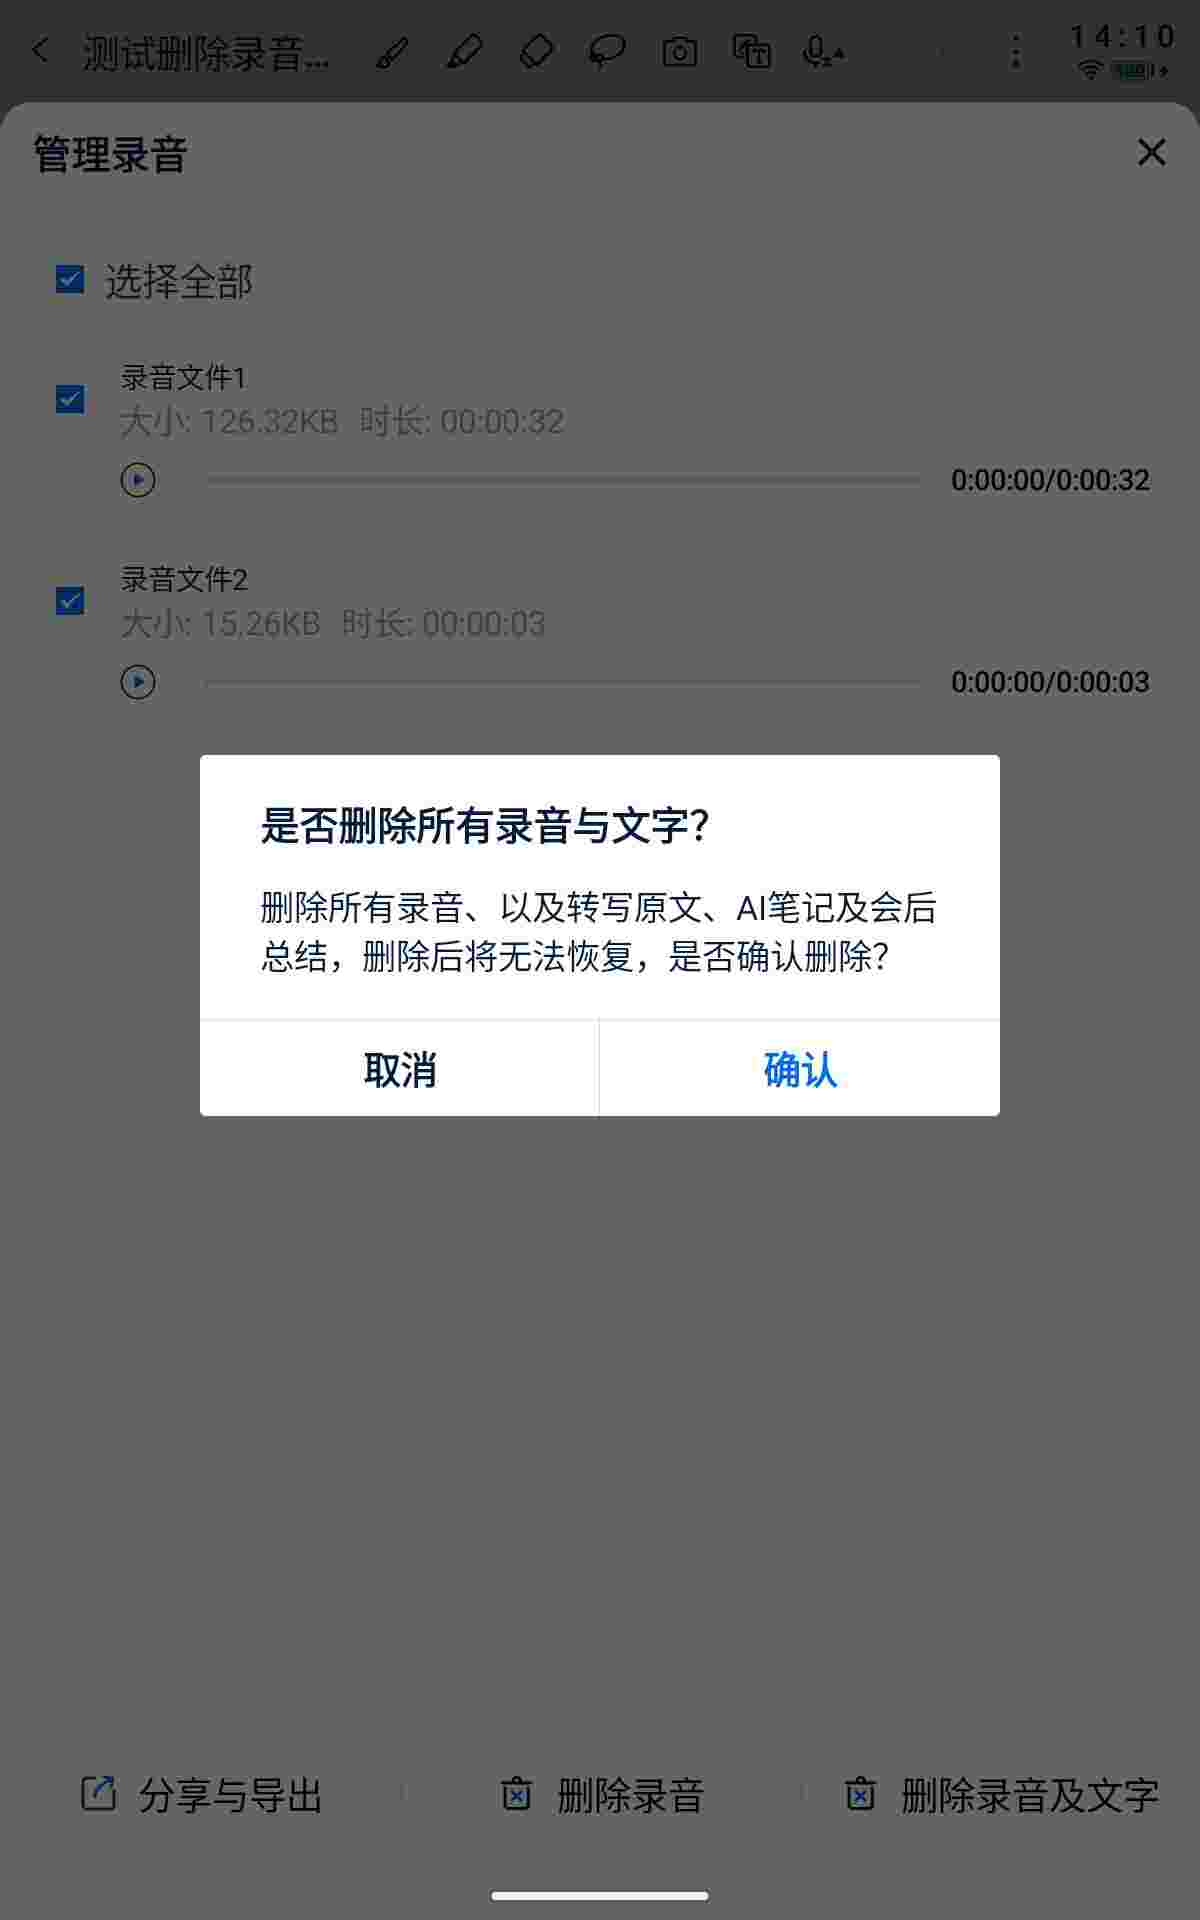 测试删除录音...
14:10
管理录音
选择全部
录音文件1
大小: 126.32KB 时长: 00:00:32
0:00:00/0:00:32
录音文件2
大小: 15.26KB 时长: 00:00:03
0:00:00/0:00:03
是否删除所有录音与文字?
删除所有录音、以及转写原文、AI笔记及会后
总结，删除后将无法恢复，是否确认删除?
取消 确认
分享与导出 删除录音 删除录音及文字